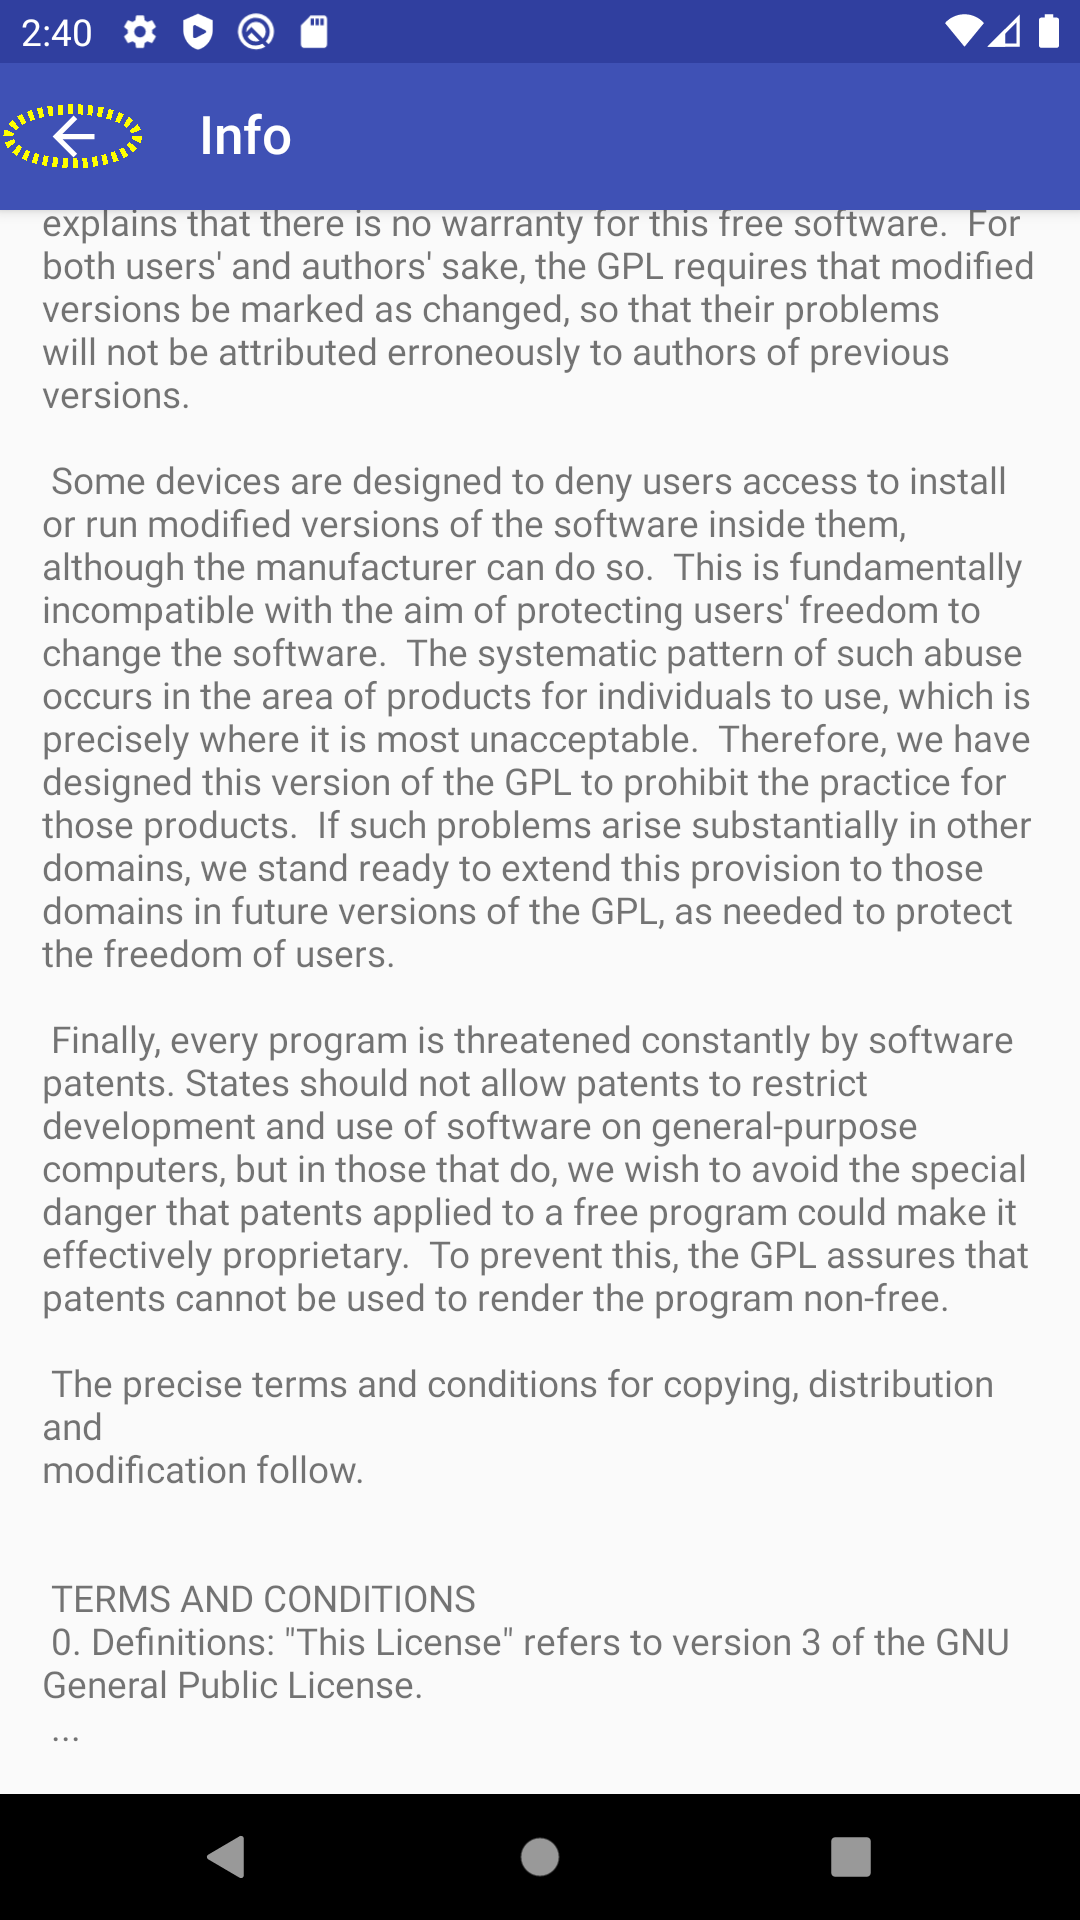 2:40
Info
explains that there is no warranty for this free software.  For
both users' and authors' sake, the GPL requires that modified
versions be marked as changed, so that their problems
will not be attributed erroneously to authors of previous
versions.
Some devices are designed to deny users access to install
or run modified versions of the software inside them,
although the manufacturer can do so.  This is fundamentally
incompatible with the aim of protecting users' freedom to
change the software.  The systematic pattern of such abuse
occurs in the area of products for individuals to use, which is
precisely where it is most unacceptable.  Therefore, we have
designed this version of the GPL to prohibit the practice for
those products.  If such problems arise substantially in other
domains, we stand ready to extend this provision to those
domains in future versions of the GPL, as needed to protect
the freedom of users.
Finally, every program is threatened constantly by software
patents. States should not allow patents to restrict
development and use of software on general-purpose
computers, but in those that do, we wish to avoid the special
danger that patents applied to a free program could make it
effectively proprietary.  To prevent this, the GPL assures that
patents cannot be used to render the program non-free.
The precise terms and conditions for copying, distribution
and
modification follow.
TERMS AND CONDITIONS
0. Definitions: "This License" refers to version 3 of the GNU
General Public License.
...